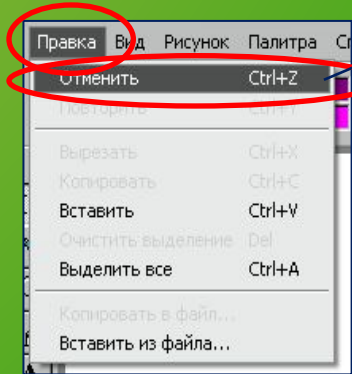 Правка Вид Рисунок Палитра Сп
Отменить Ctrl+Z
Повторить Ctrl+Y
Вырезать Ctrl+X
Копировать Ctrl+C
Вставить Ctrl+V
Очистить выделение Del
Выделить все Ctrl+A
Копировать в файл...
Вставить из файла...